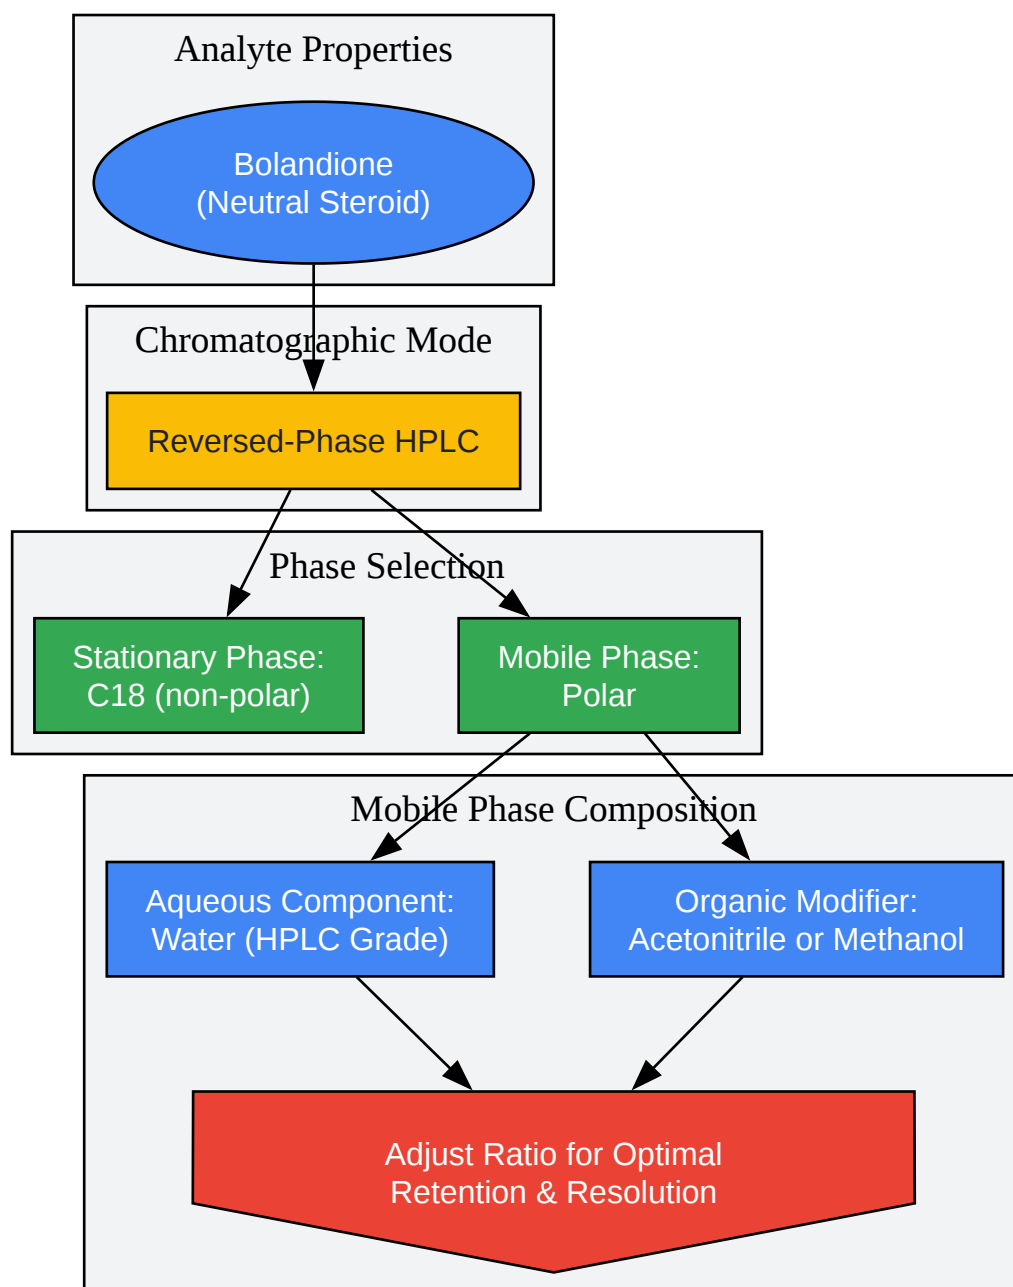 Analyte Properties
Bolandione
(Neutral Steroid)
Chromatographic Mode
Reversed-Phase HPLC
Phase Selection
Stationary Phase:
C18 (non-polar)
Mobile Phase:
Polar
Mobile Phase Composition
Aqueous Component:
Water (HPLC Grade)
Organic Modifier:
Acetonitrile or Methanol
Adjust Ratio for Optimal
Retention & Resolution